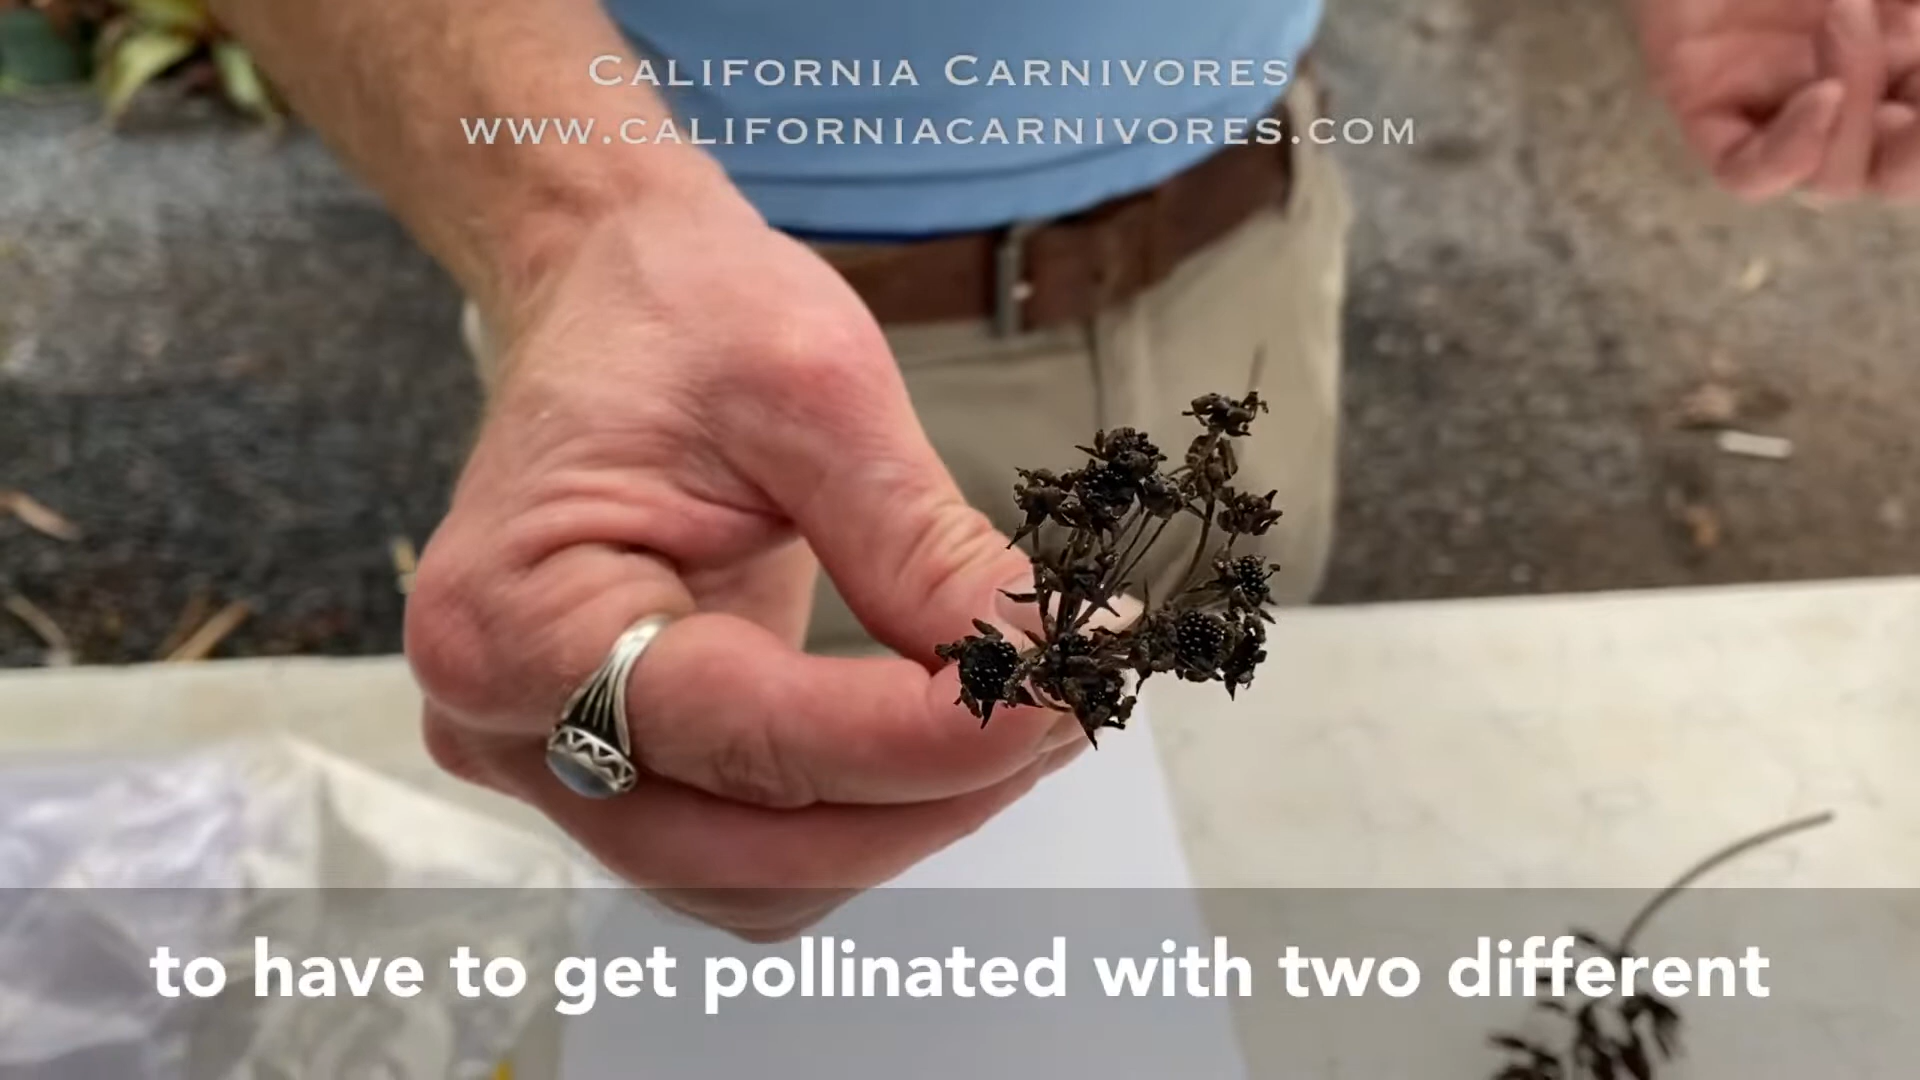 CALIFORNIA CARNIVORES
WWW.CALIFORNIACARNIVORES.COM
to have to get pollinated with two different